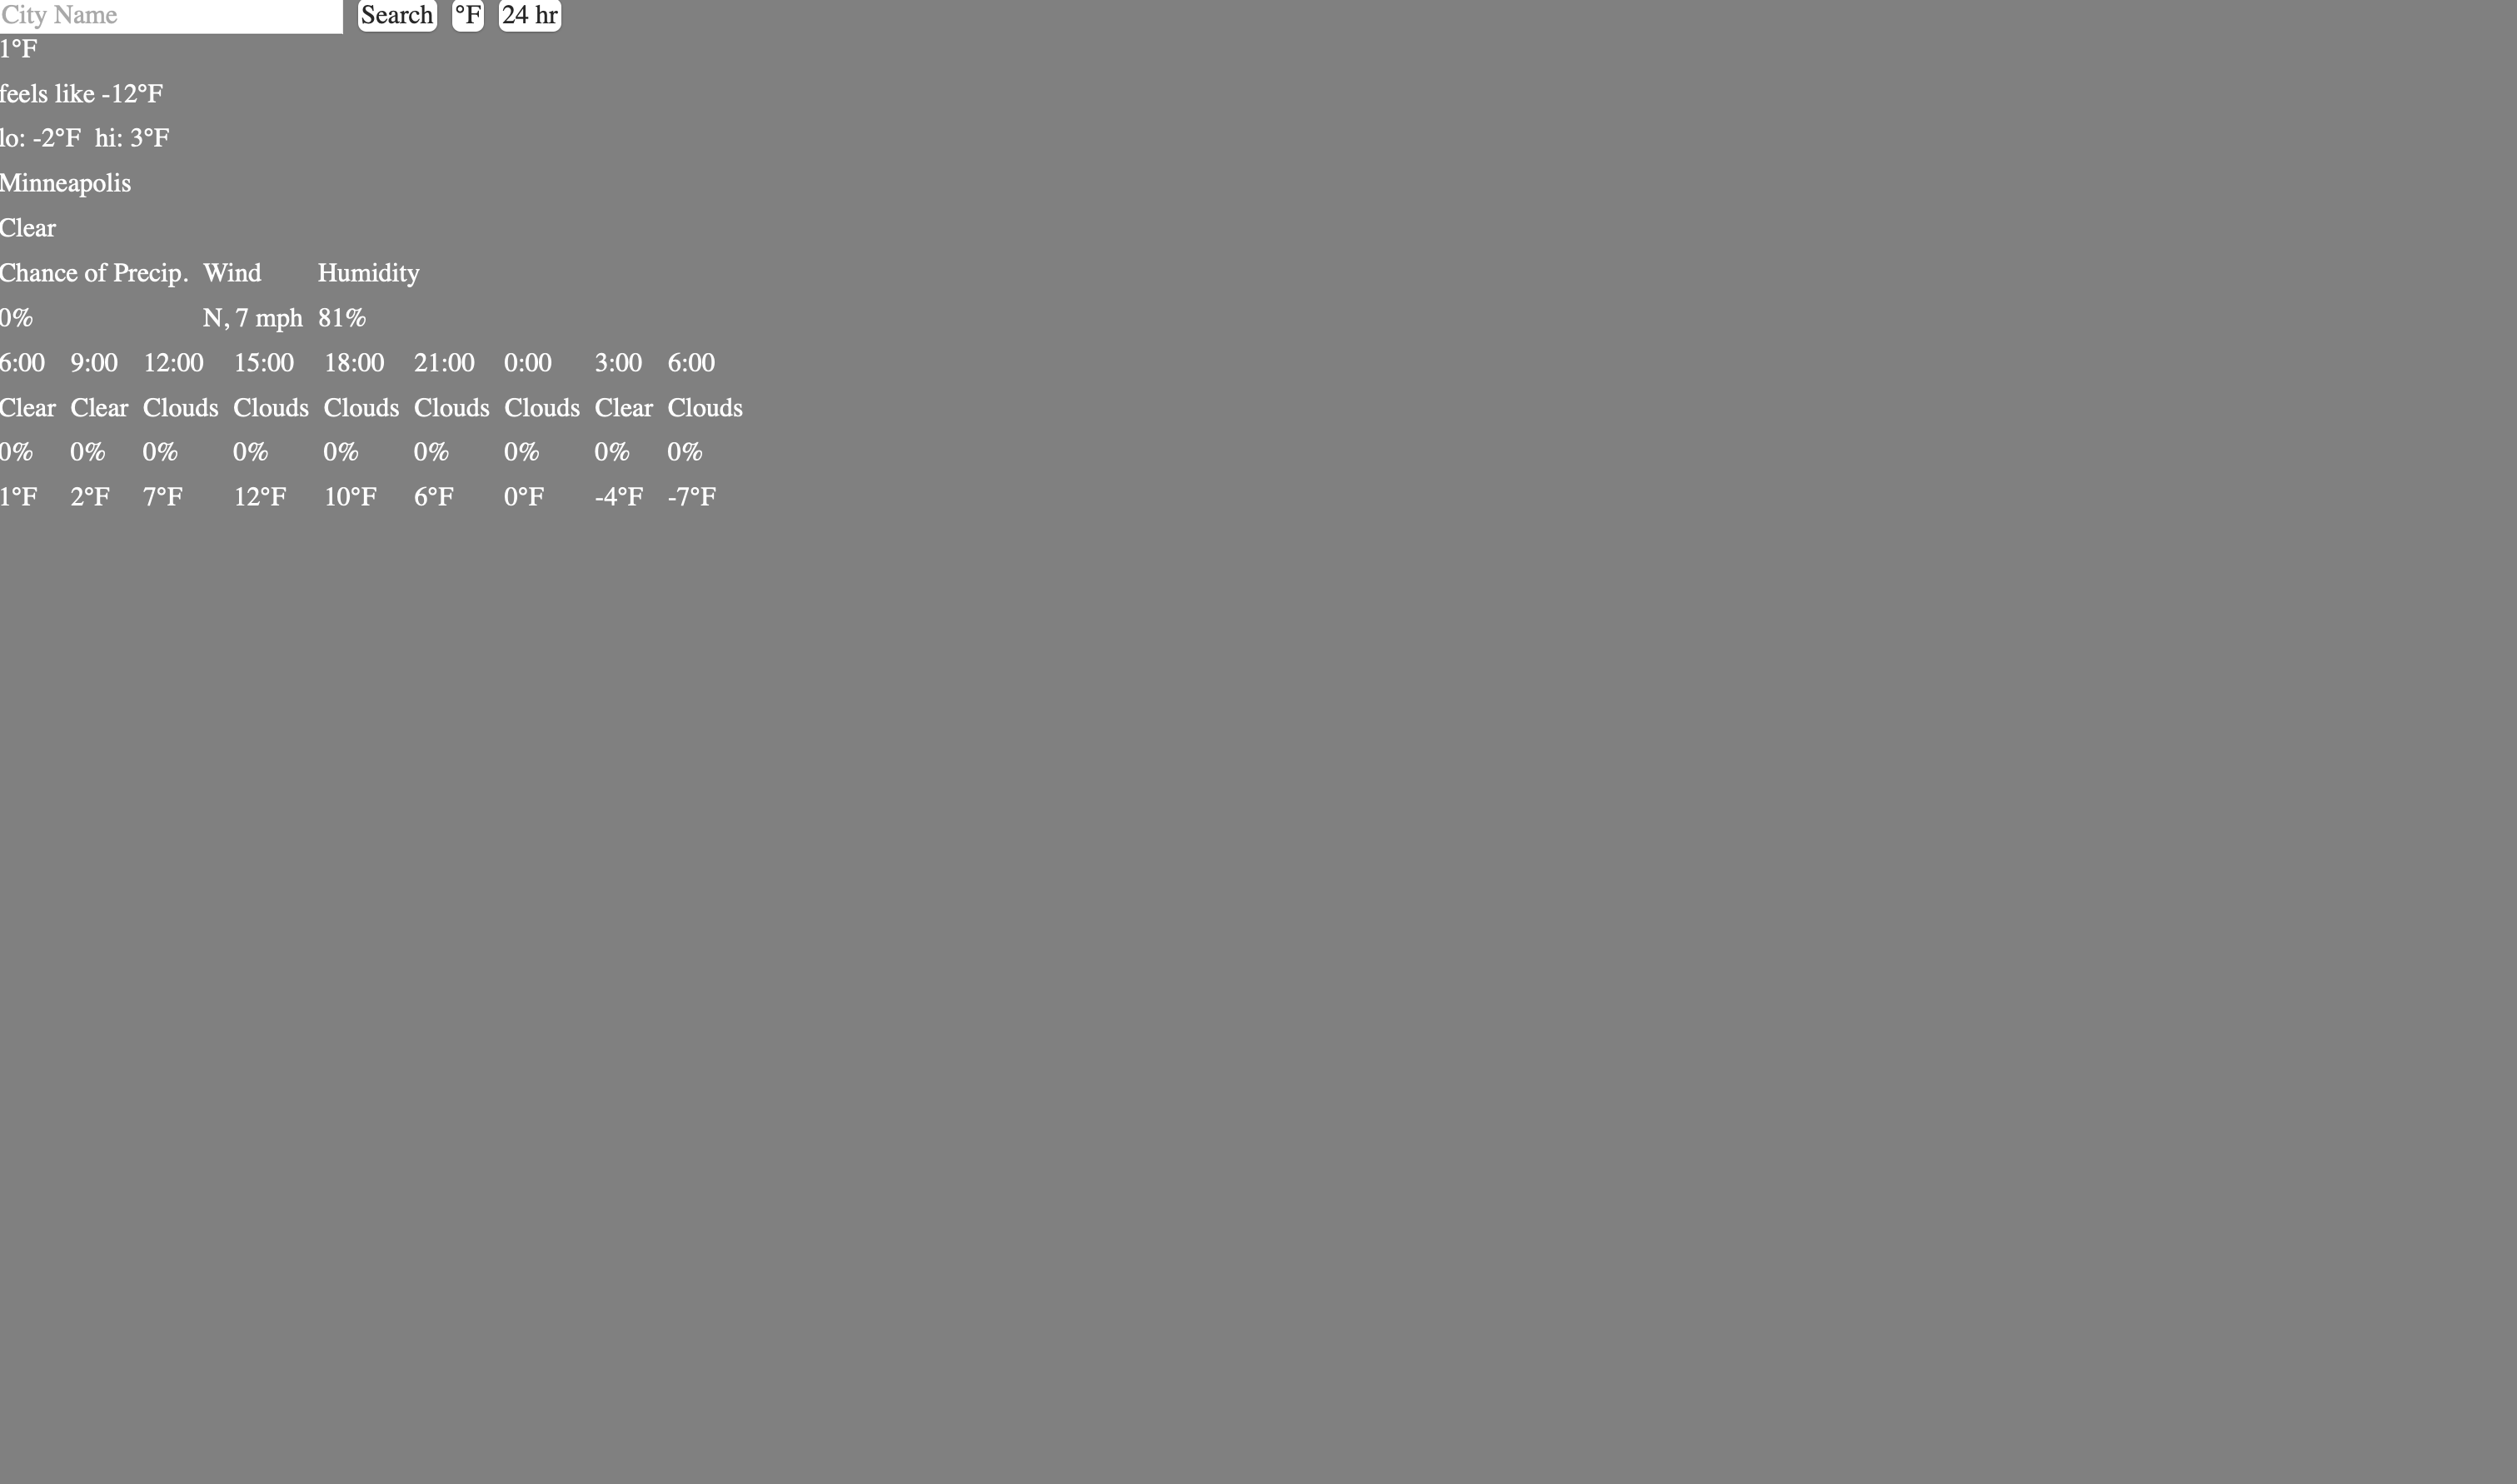 City Name Search °F 24 hr
1°F
feels like -12°F
lo: -2°F hi: 3°F
Minneapolis
Clear
Chance of Precip. Wind Humidity
0% N, 7 mph 81%
6:00 9:00 12:00 15:00 18:00 21:00 0:00 3:00 6:00
Clear Clear Clouds Clouds Clouds Clouds Clouds Clear Clouds
0% 0% 0% 0% 0% 0% 0% 0% 0%
1°F 2°F 7°F 12°F 10°F 6°F 0°F -4°F -7°F